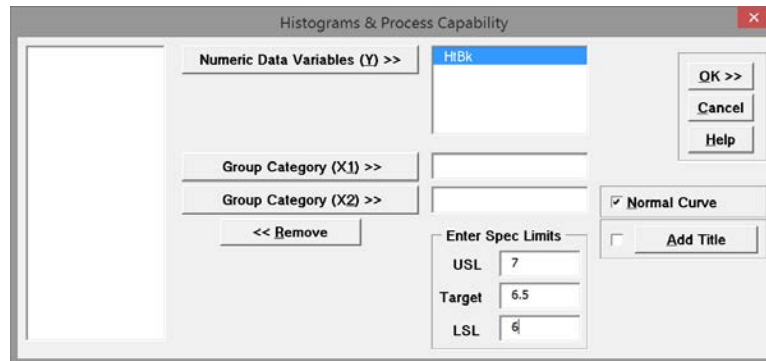 Histograms & Process Capability
Numeric Data Variables (Y) >>
HtBk
OK >>
Cancel
Help
Group Category (X1) >>
Group Category (X2) >>
Normal Curve
<< Remove
Enter Spec Limits
Add Title
USL 7
Target 6.5
LSL 6